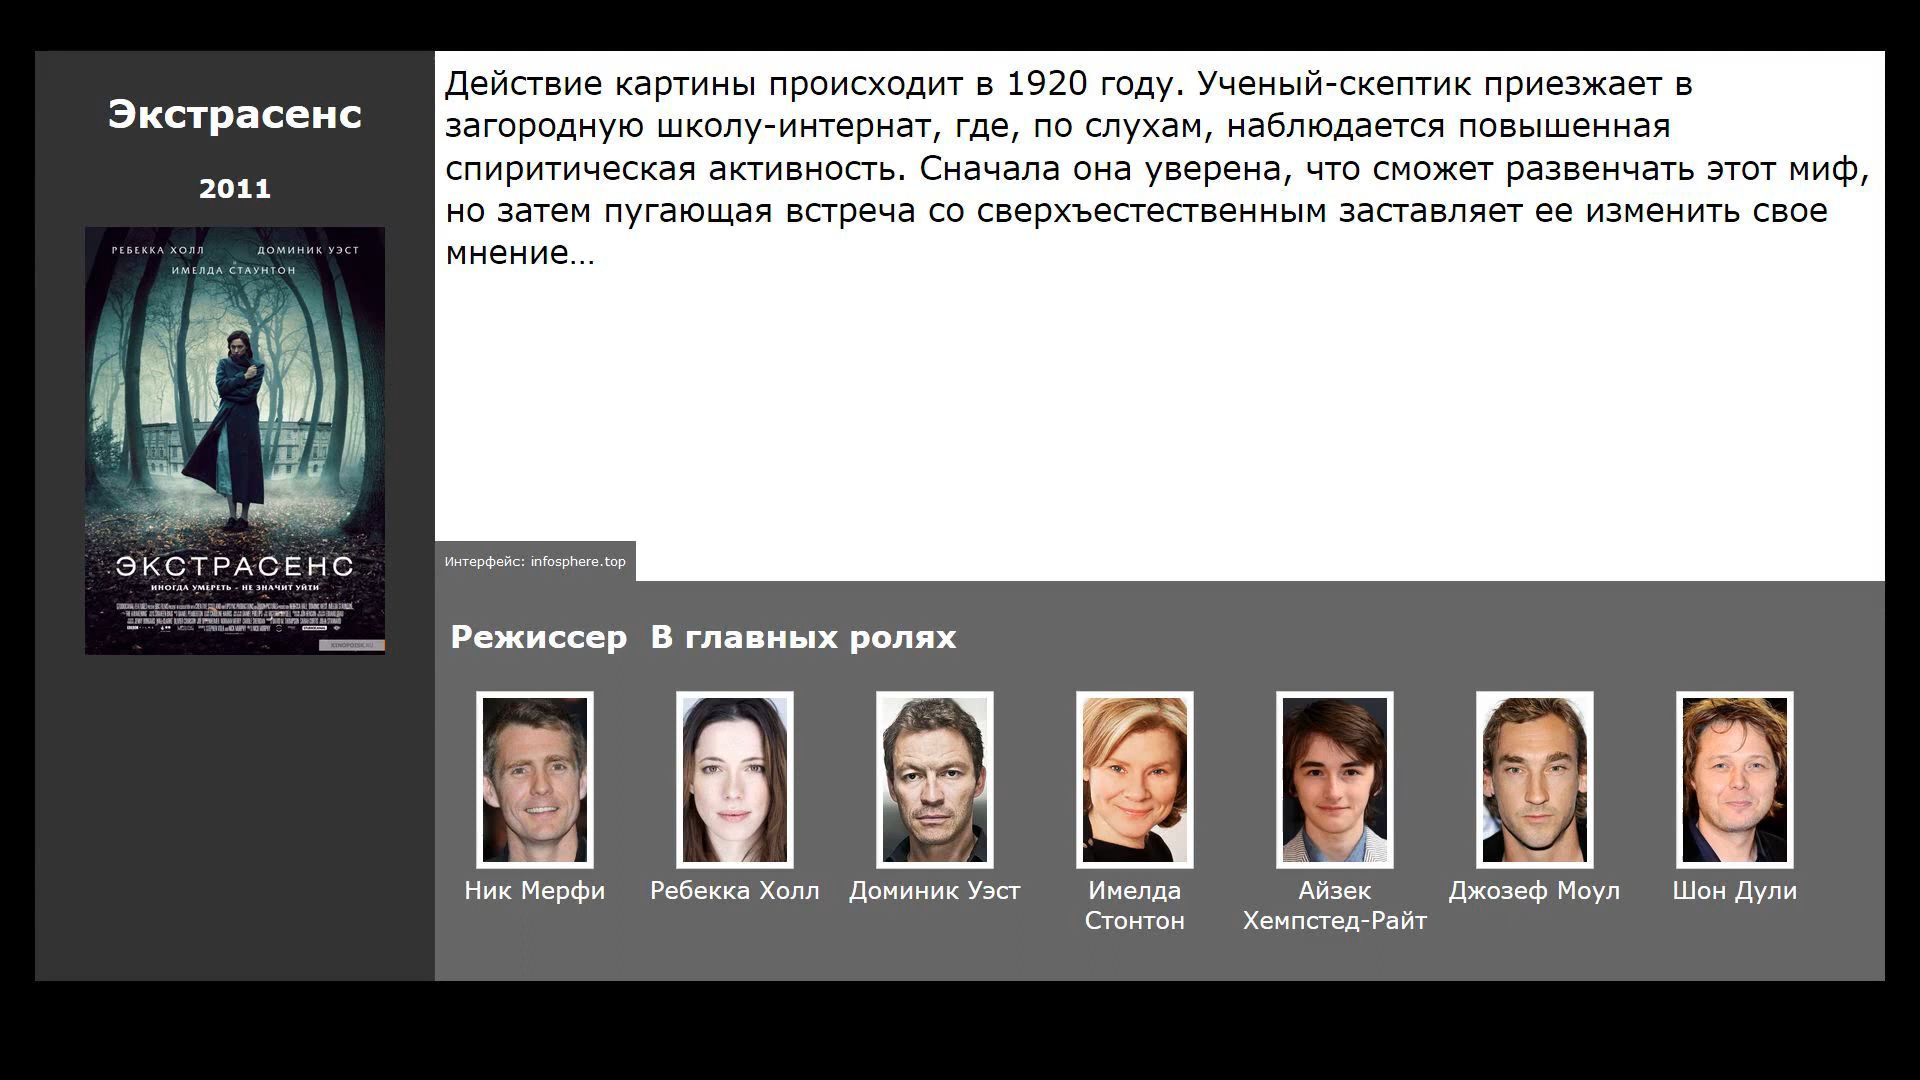 Экстрасенс
2011
РЕБЕККА ХОЛЛ ДОМИНИК УЭСТ
И
ИМЕЛДА СТАУНТОН
ЭКСТРАСЕНС
ИНОГДА УМЕРЕТЬ - НЕ ЗНАЧИТ УЙТИ
KINOPOISK.RU
Действие картины происходит в 1920 году. Ученый-скептик приезжает в
загородную школу-интернат, где, по слухам, наблюдается повышенная
спиритическая активность. Сначала она уверена, что сможет развенчать этот миф,
но затем пугающая встреча со сверхъестественным заставляет ее изменить свое
мнение…
Интерфейс: infosphere.top
Режиссер В главных ролях
Ник Мерфи
Ребекка Холл
Доминик Уэст
Имелда
Стонтон
Айзек
Хемпстед-Райт
Джозеф Моул
Шон Дули